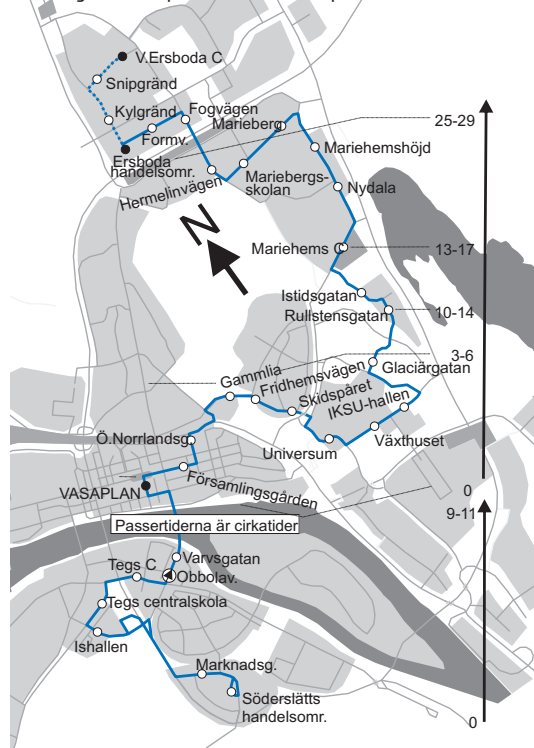 V.Ersboda C
Snipgränd
Kylgränd
Fogvägen
Marieberg
25-29
Formv.
Mariehemshöjd
Ersboda
handelsomr.
Mariebergs-
skolan
Hermelinvägen
Nydala
N
Mariehems C
13-17
Istidsgatan
Rullstensgatan
10-14
3-6
Gammlia
Fridhemsvägen
Glaciärgatan
Skidspåret
IKSU-hallen
Ö.Norrlandsg.
Universum
Växthuset
VASAPLAN
Församlingsgården
0
9-11
Passertiderna är cirkatider
Varvsgatan
Tegs C
Obbolav.
Tegs centralskola
Ishallen
Marknadsg.
Söderslätts
handelsomr.
0